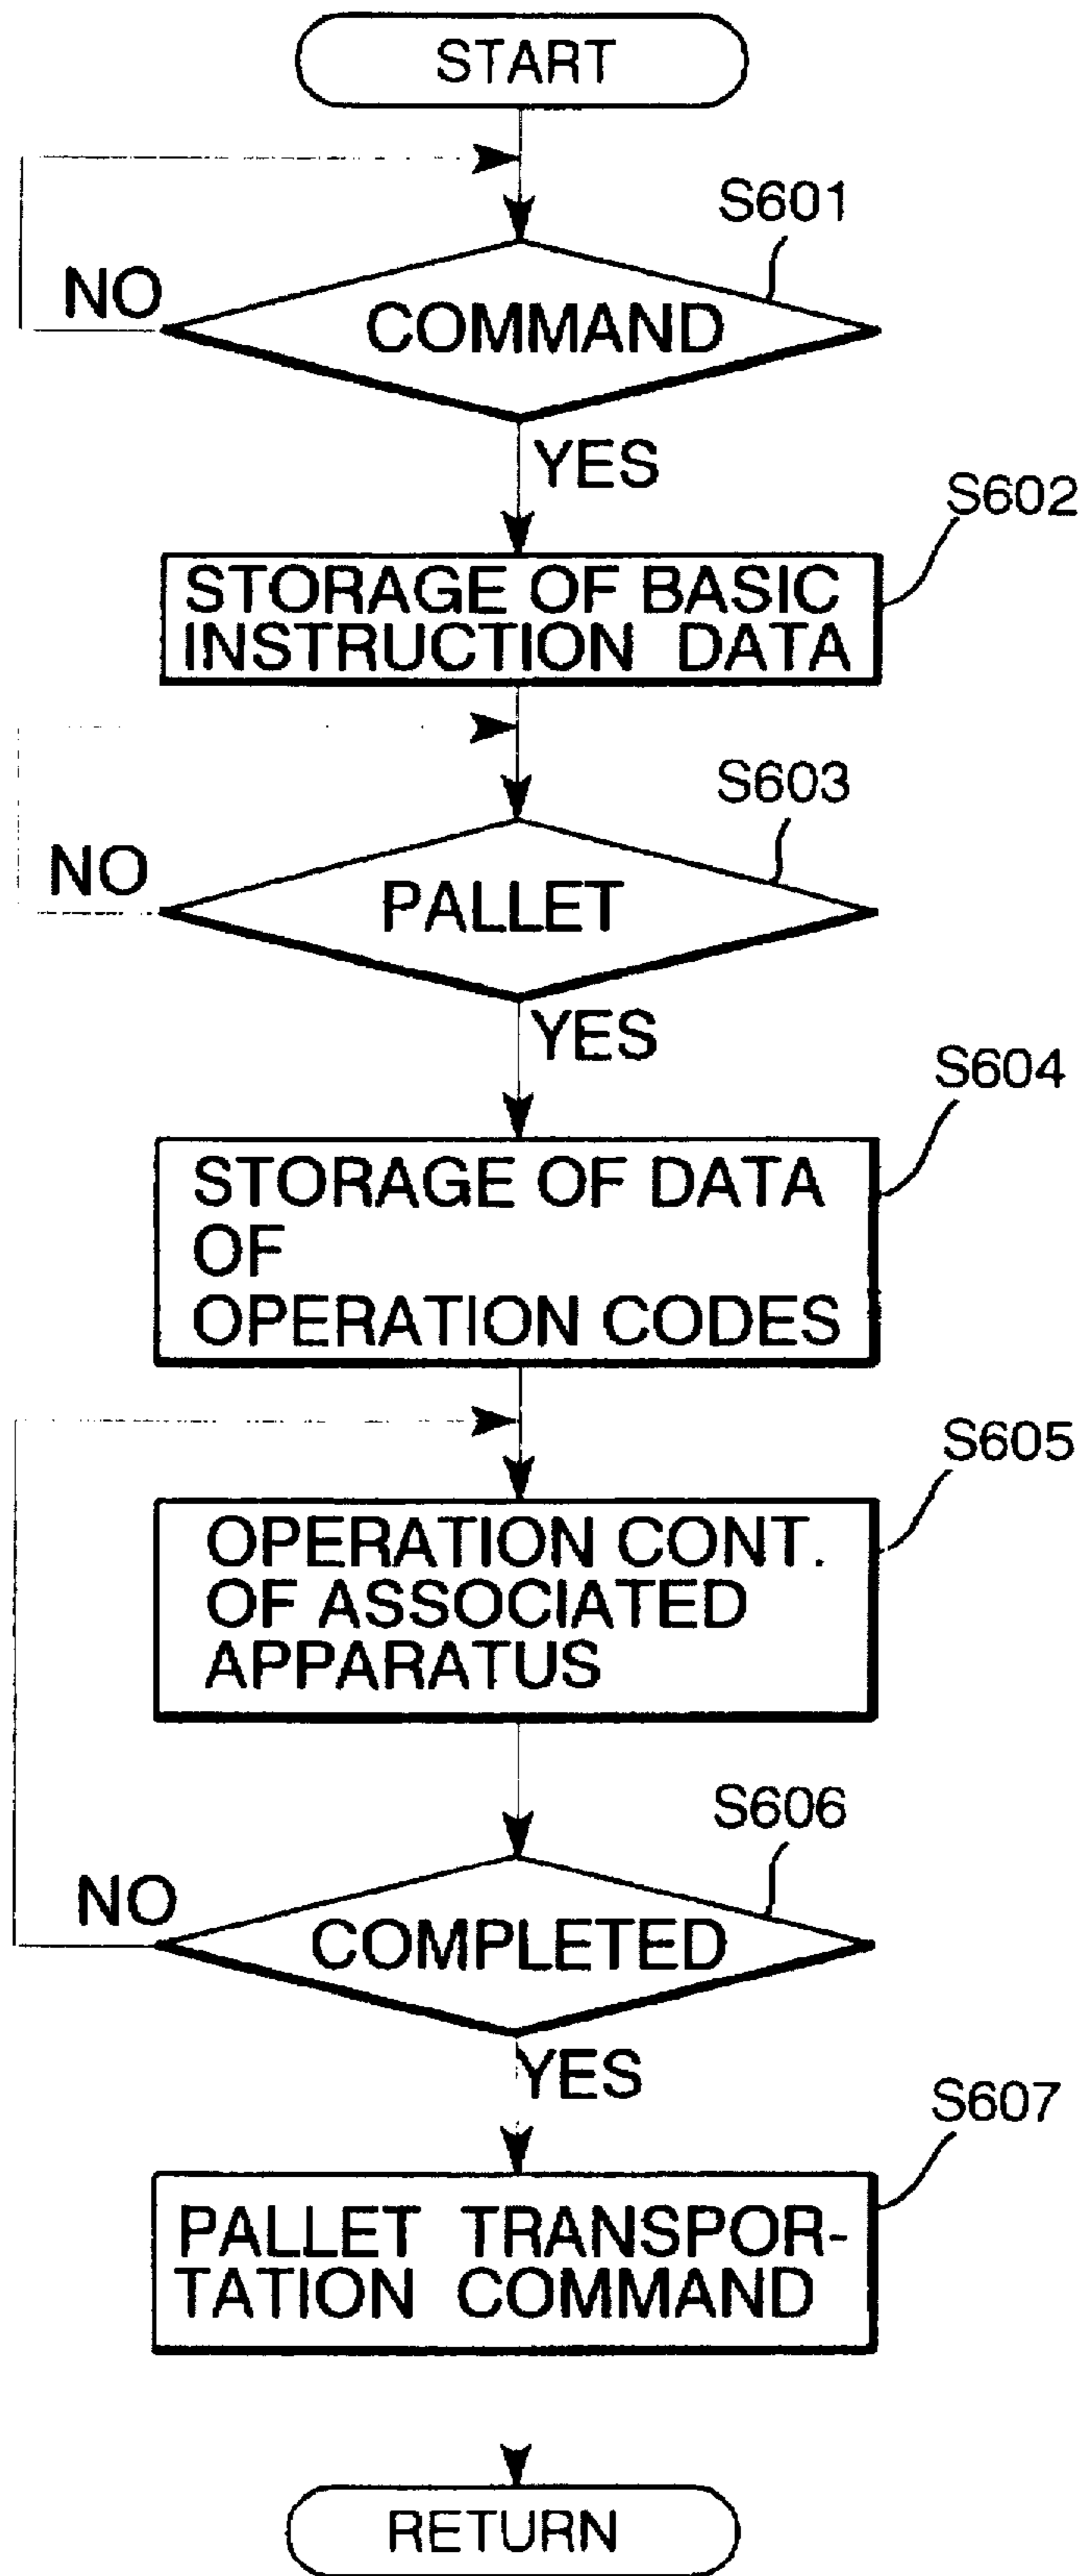 START
S601
NO
COMMAND
YES
S602
STORAGE OF BASIC
INSTRUCTION DATA
S603
NO
PALLET
YES
S604
STORAGE OF DATA
OF
OPERATION CODES
S605
OPERATION CONT.
OF ASSOCIATED
APPARATUS
S606
NO
COMPLETED
YES
S607
PALLET TRANSPOR-
TATION COMMAND
RETURN